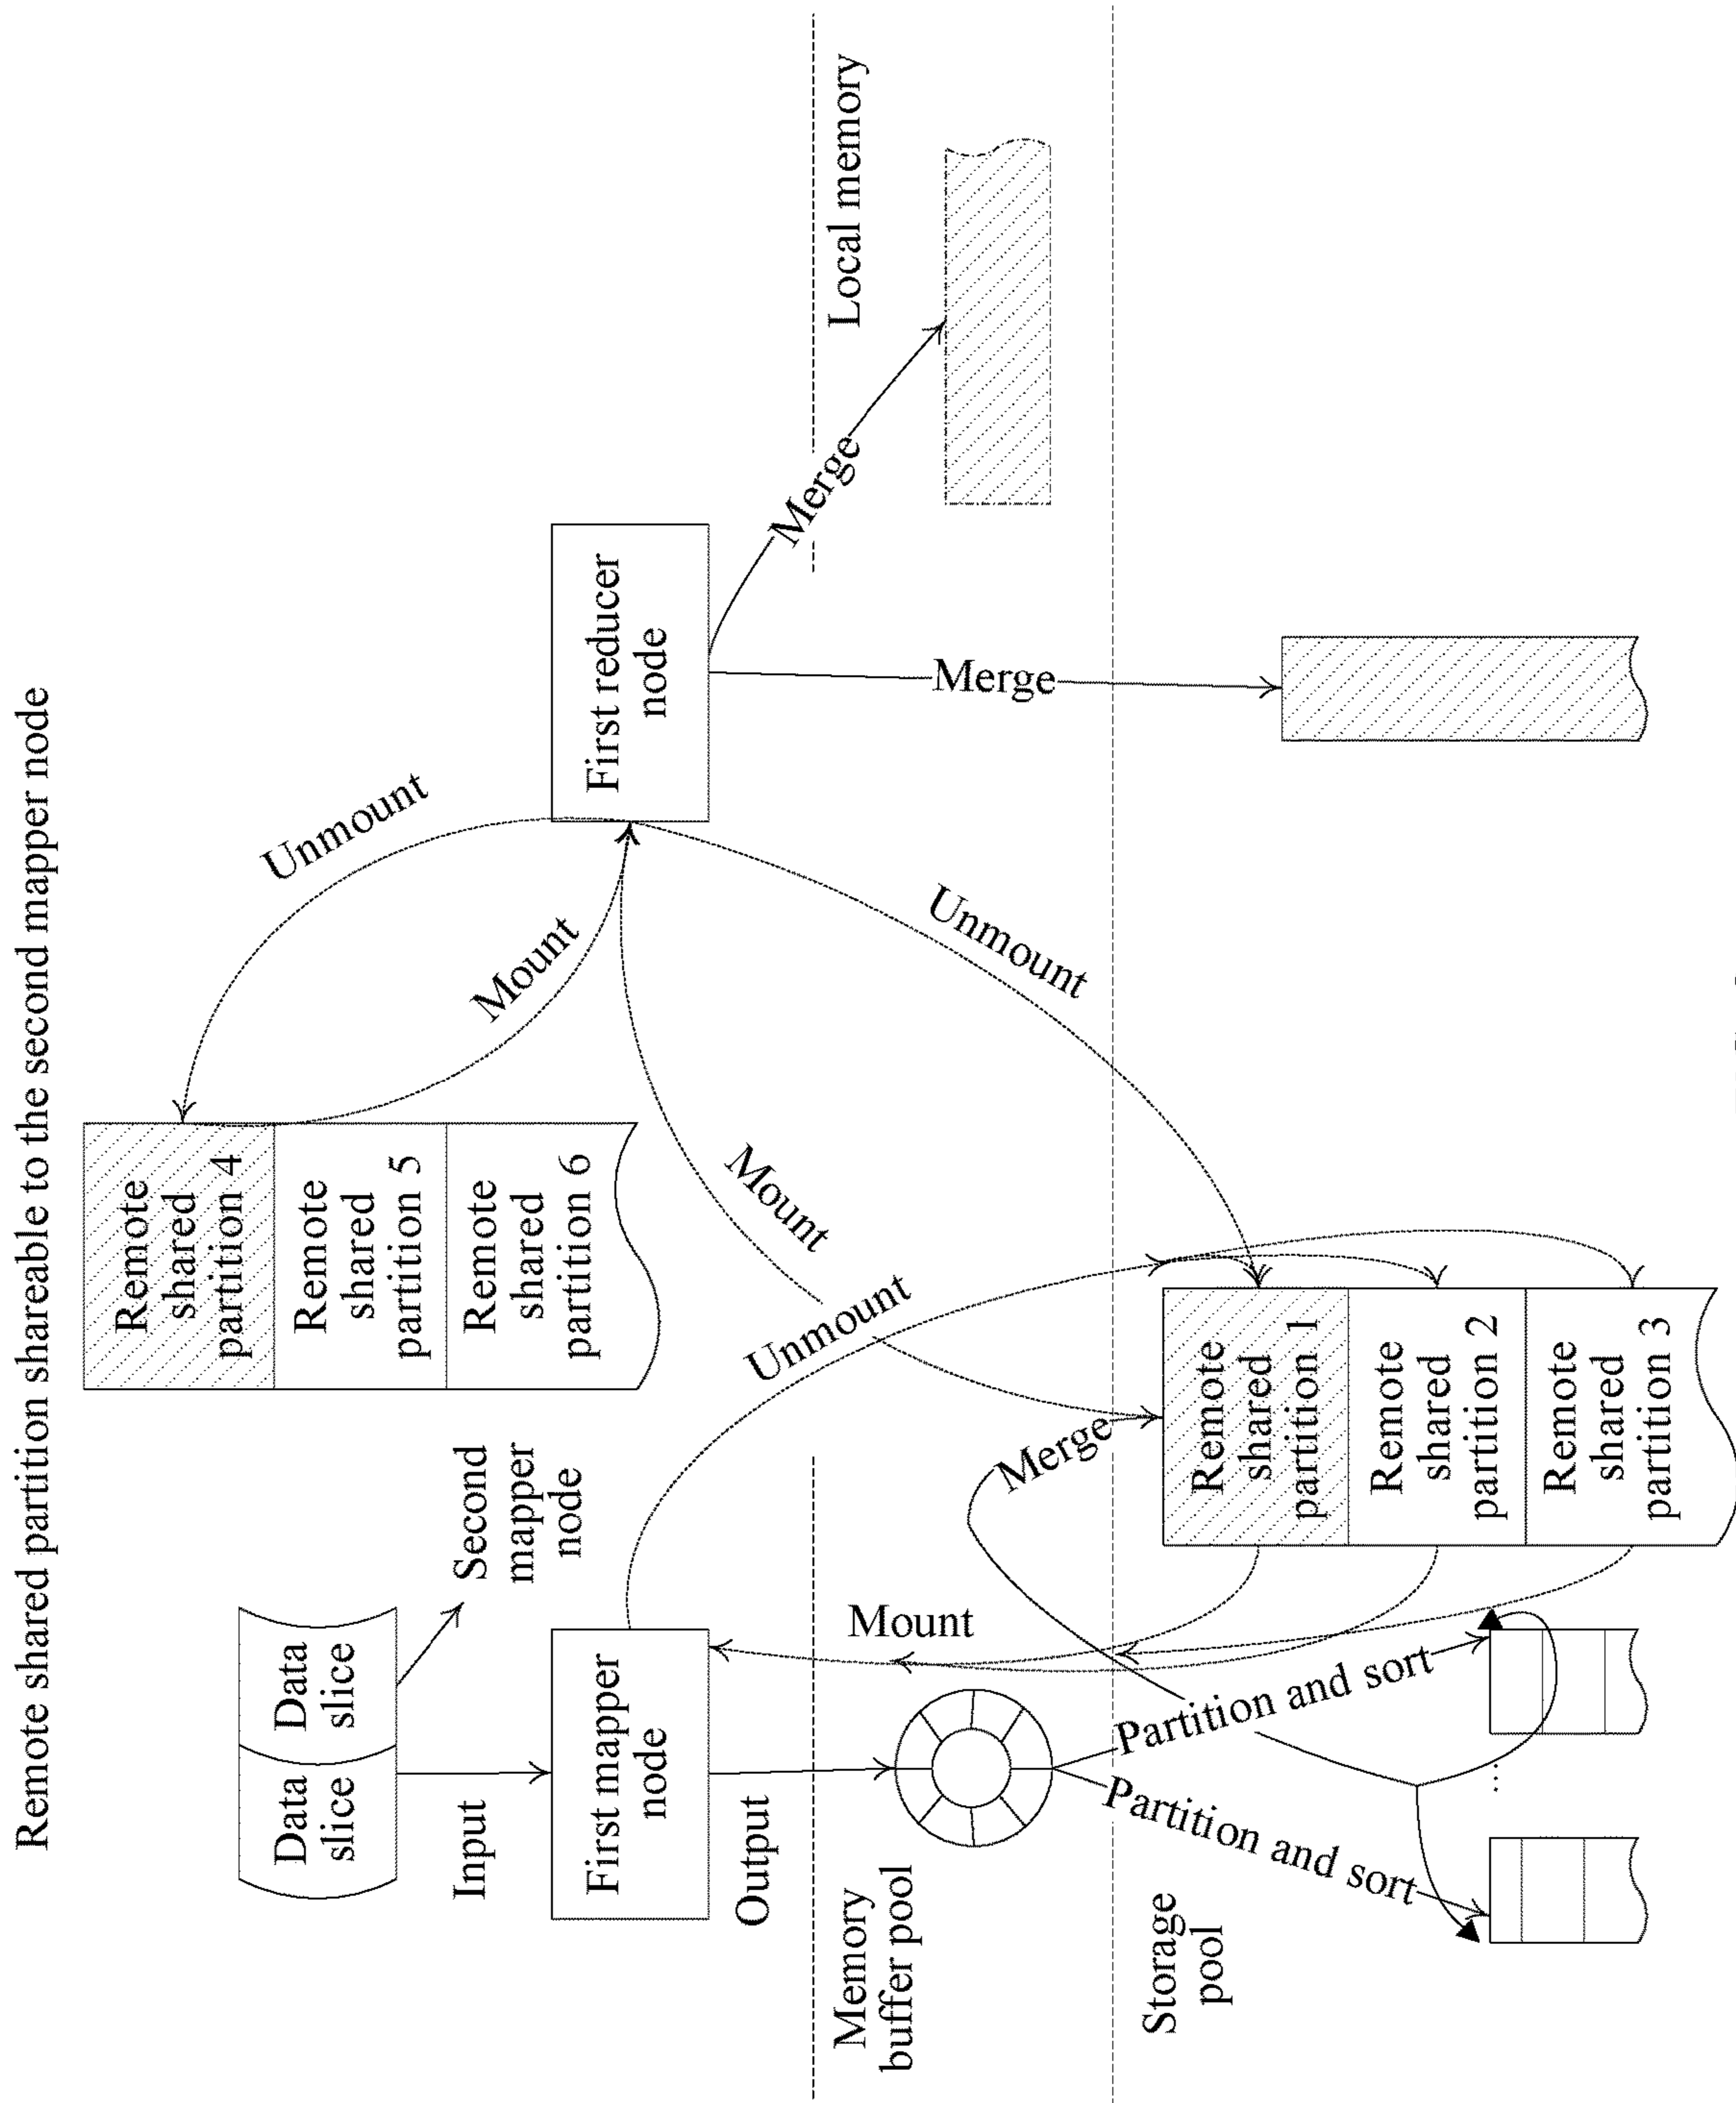 Remote shared partition shareable to the second mapper node
Data
slice
Data
slice
Second
mapper
node
Input
First mapper
node
Output
Remote
shared
partition 4
Remote
shared
partition 5
Remote
shared
partition 6
Unmount
Mount
First reducer
node
Mount
Unmount
Unmount
Merge
Merge
Local memory
Memory
buffer pool
Mount
Merge
Storage
pool
Partition and sort
Partition and sort
...
Remote
shared
partition 1
Remote
shared
partition 2
Remote
shared
partition 3